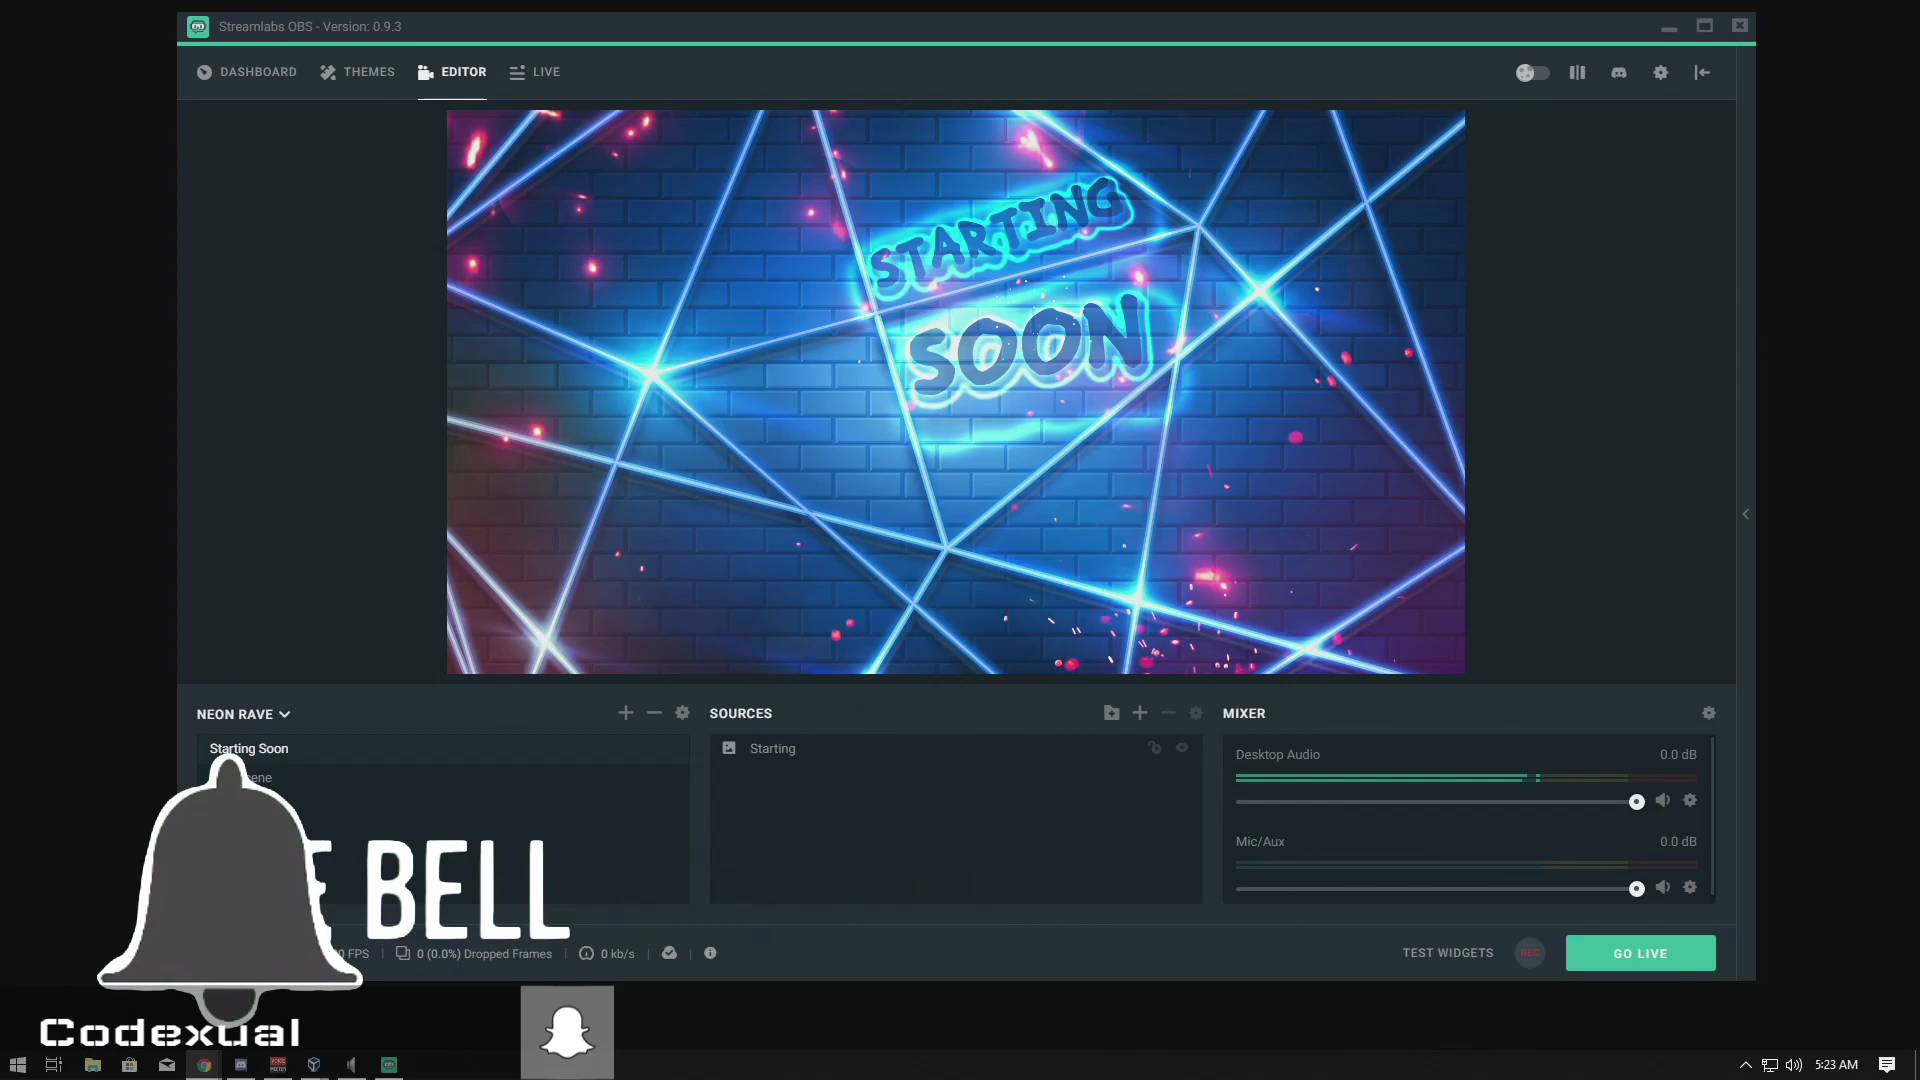 Streamlabs OBS - Version: 0.9.3
DASHBOARD
THEMES
EDITOR
LIVE
STARTING
SOON
NEON RAVE
SOURCES
MIXER
Starting Soon
Starting
Desktop Audio
0.0 dB
Mic/Aux
0.0 dB
BELL
FPS
0 (0.0%) Dropped Frames
0 kb/s
TEST WIDGETS
REC
GO LIVE
Codexual
5:23 AM